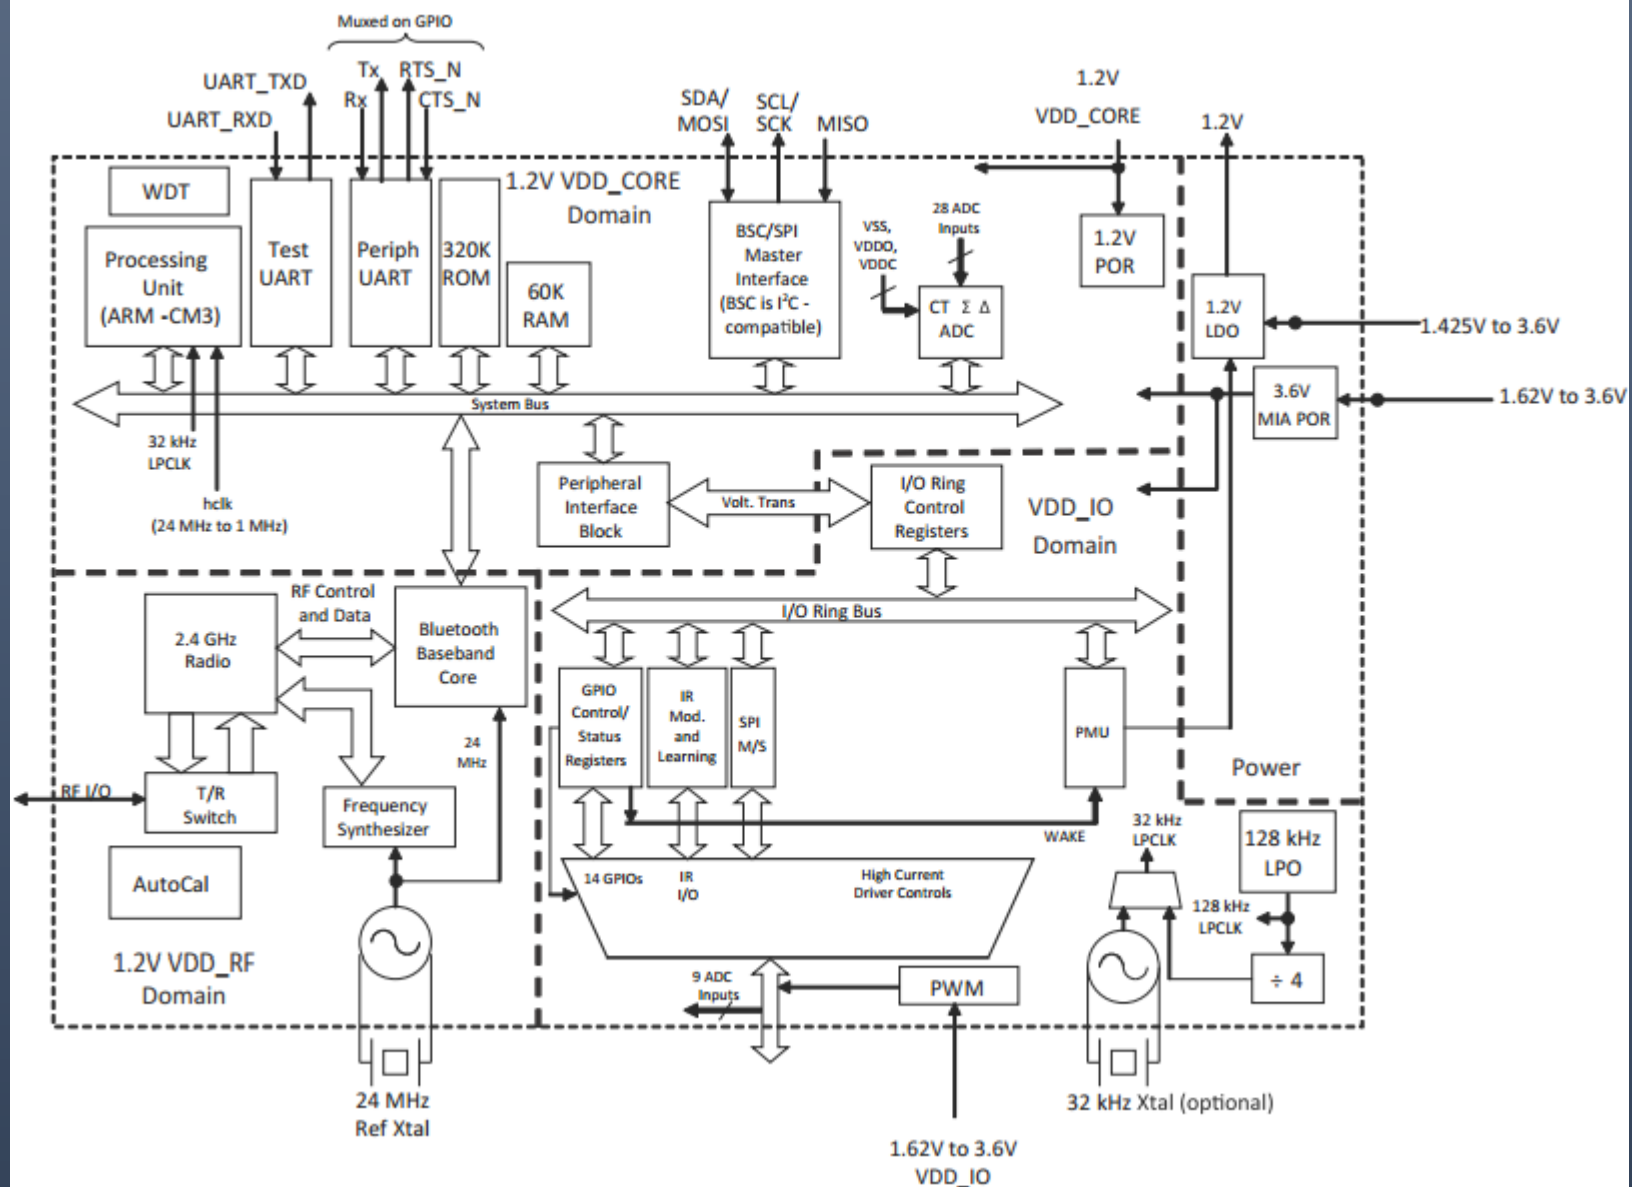 Muxed on GPIO
Tx
RTS_N
UART_TXD
Rx
CTS_N
UART_RXD
SDA/
MOSI
SCL/
SCK
MISO
1.2V
VDD_CORE
1.2V
WDT
1.2V VDD_CORE
Domain
Processing
Unit
(ARM -CM3)
Test
UART
Periph
UART
320K
ROM
60K
RAM
BSC/SPI
Master
Interface
(BSC is I²C -
compatible)
VSS,
VDDO,
VDDC
28 ADC
Inputs
CT Σ Δ
ADC
1.2V
POR
1.2V
LDO
1.425V to 3.6V
3.6V
MIA POR
1.62V to 3.6V
System Bus
32 kHz
LPCLK
hclk
(24 MHz to 1 MHz)
Peripheral
Interface
Block
Volt. Trans
I/O Ring
Control
Registers
VDD_IO
Domain
RF Control
and Data
2.4 GHz
Radio
Bluetooth
Baseband
Core
I/O Ring Bus
GPIO
Control/
Status
Registers
IR
Mod.
and
Learning
SPI
M/S
PMU
24
MHz
Power
RF I/O
T/R
Switch
Frequency
Synthesizer
WAKE
32 kHz
LPCLK
128 kHz
LPO
AutoCal
14 GPIOs
IR
I/O
High Current
Driver Controls
128 kHz
LPCLK
1.2V VDD_RF
Domain
9 ADC
Inputs
PWM
÷ 4
24 MHz
Ref Xtal
32 kHz Xtal (optional)
1.62V to 3.6V
VDD_IO